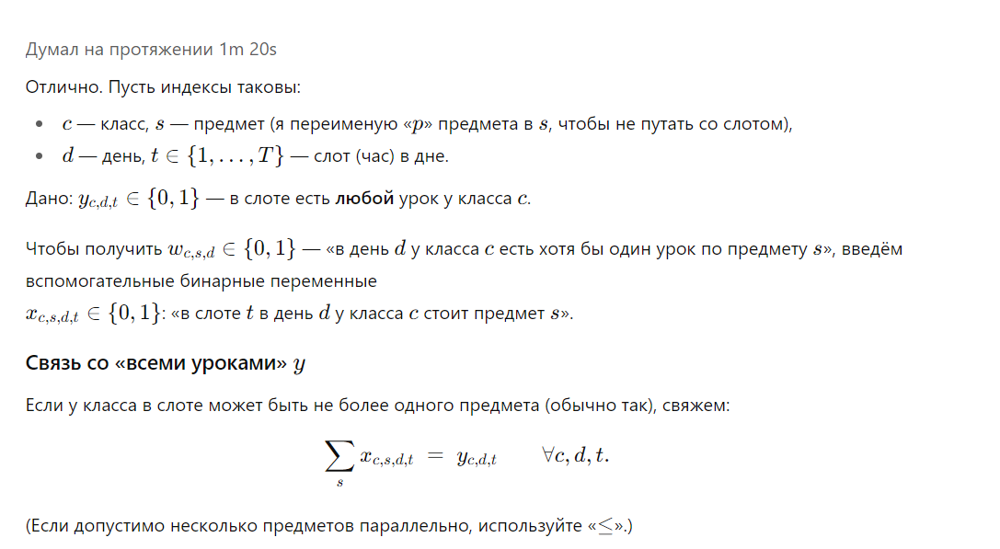 Думал на протяжении 1m 20s
Отлично. Пусть индексы таковы:
• c — класс, s — предмет (я переименую «p» предмета в s, чтобы не путать со слотом),
• d — день, t ∈ {1, …, T} — слот (час) в дне.
Дано: y_{c,d,t} ∈ {0, 1} — в слоте есть любой урок у класса c.
Чтобы получить w_{c,s,d} ∈ {0, 1} — «в день d у класса c есть хотя бы один урок по предмету s», введём
вспомогательные бинарные переменные
x_{c,s,d,t} ∈ {0, 1}: «в слоте t в день d у класса c стоит предмет s».
Связь со «всеми уроками» y
Если у класса в слоте может быть не более одного предмета (обычно так), свяжем:
∑_s x_{c,s,d,t} = y_{c,d,t} ∀c, d, t.
(Если допустимо несколько предметов параллельно, используйте «≤».)